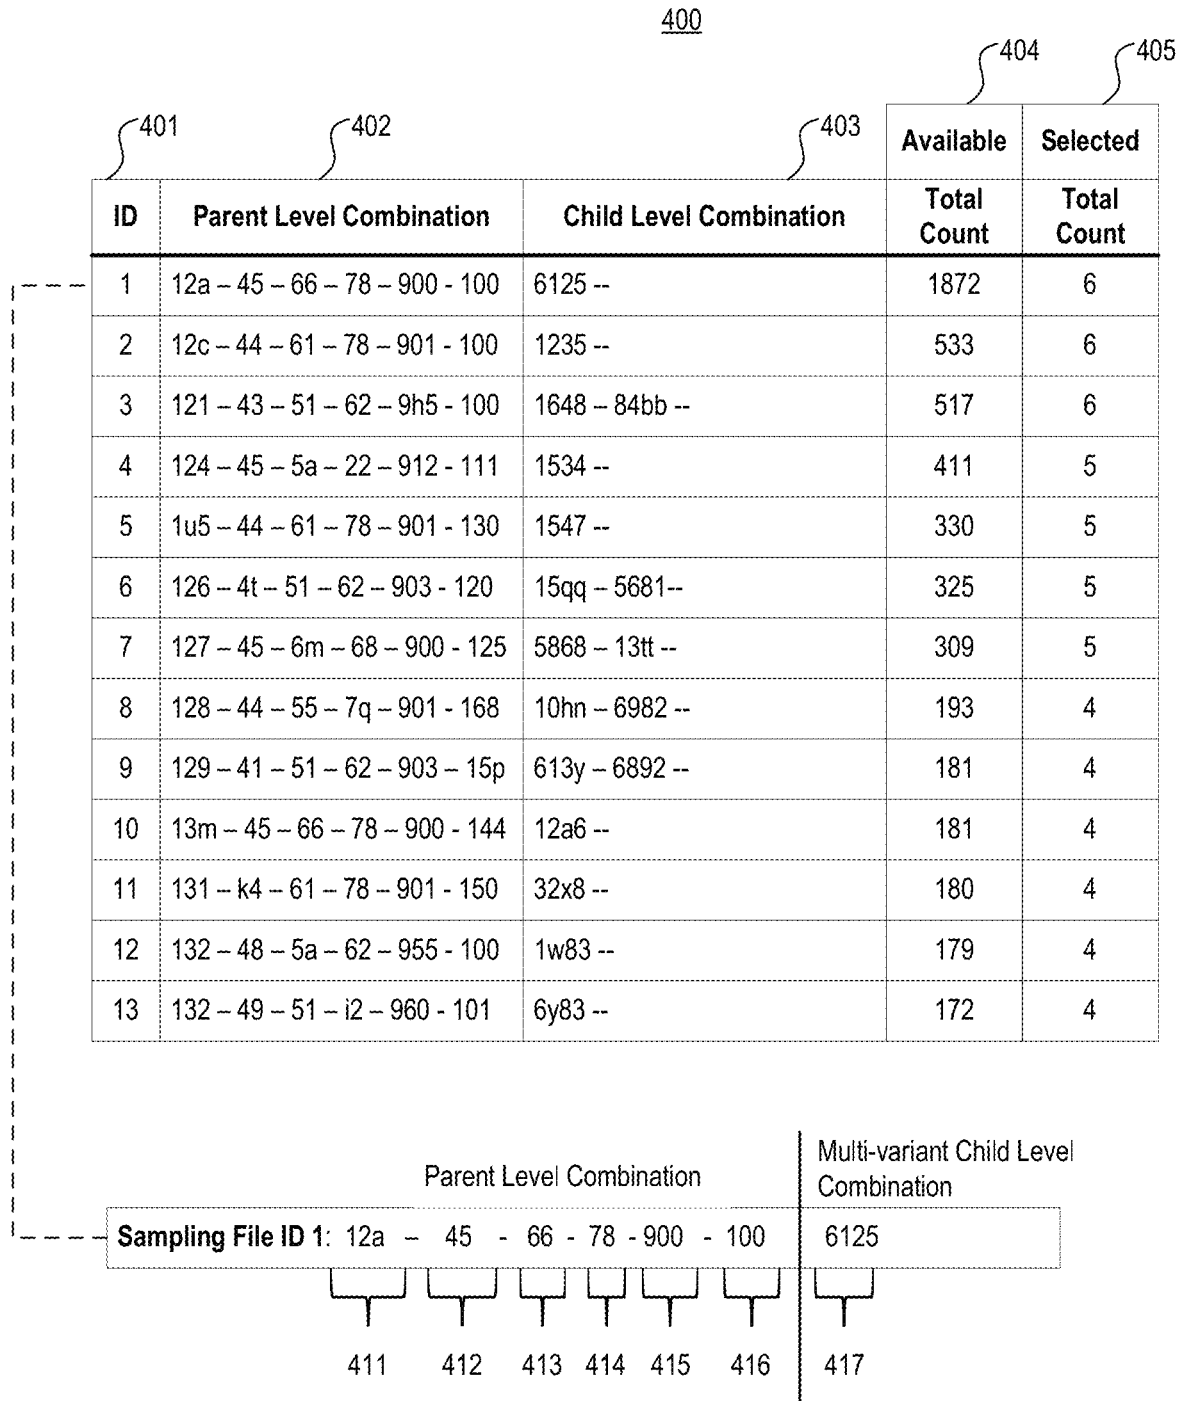 400
404
405
401
402
403
Available
Selected
ID
Parent Level Combination
Child Level Combination
Total
Count
Total
Count
1 12a – 45 – 66 – 78 – 900 - 100 6125 -- 1872 6
2 12c – 44 – 61 – 78 – 901 - 100 1235 -- 533 6
3 121 – 43 – 51 – 62 – 9h5 - 100 1648 – 84bb -- 517 6
4 124 – 45 – 5a – 22 – 912 - 111 1534 -- 411 5
5 1u5 – 44 – 61 – 78 – 901 - 130 1547 -- 330 5
6 126 – 4t – 51 – 62 – 903 - 120 15qq – 5681-- 325 5
7 127 – 45 – 6m – 68 – 900 - 125 5868 – 13tt -- 309 5
8 128 – 44 – 55 – 7q – 901 - 168 10hn – 6982 -- 193 4
9 129 – 41 – 51 – 62 – 903 – 15p 613y – 6892 -- 181 4
10 13m – 45 – 66 – 78 – 900 - 144 12a6 -- 181 4
11 131 – k4 – 61 – 78 – 901 - 150 32x8 -- 180 4
12 132 – 48 – 5a – 62 – 955 - 100 1w83 -- 179 4
13 132 – 49 – 51 – i2 – 960 - 101 6y83 -- 172 4
Parent Level Combination
Multi-variant Child Level
Combination
Sampling File ID 1: 12a – 45 - 66 - 78 - 900 - 100 6125
411 412 413 414 415 416 417